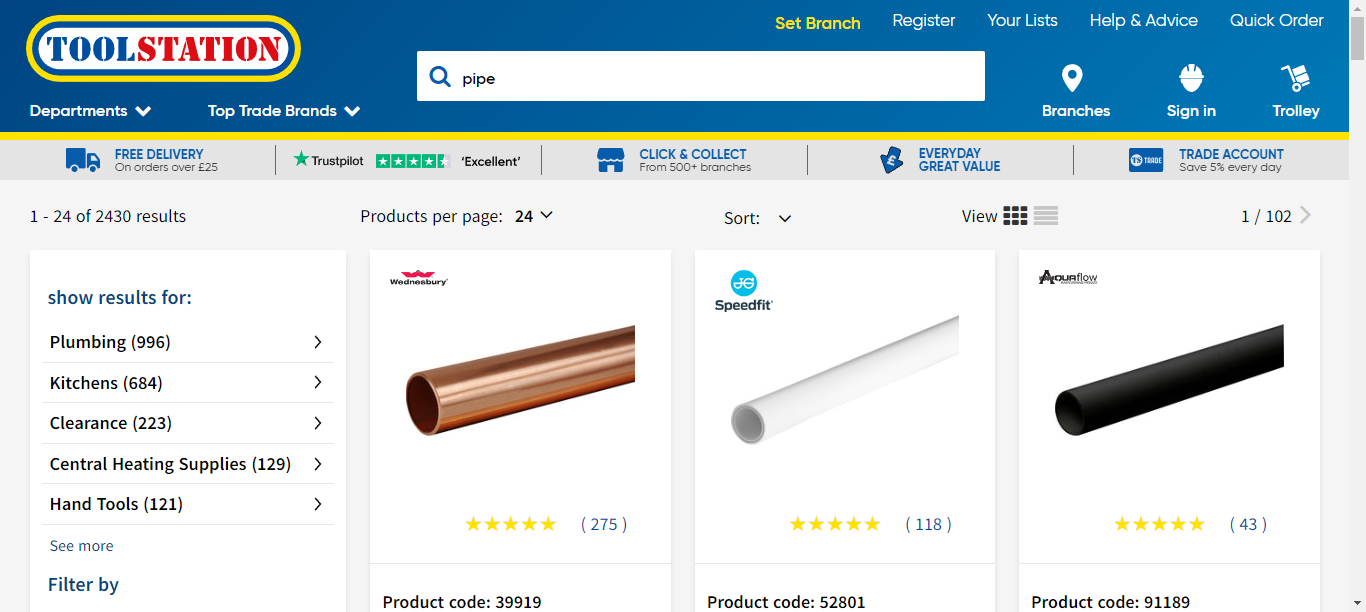 Set Branch Register Your Lists Help & Advice Quick Order
TOOLSTATION
pipe
Departments Top Trade Brands Branches Sign in Trolley
FREE DELIVERY
On orders over £25
Trustpilot 'Excellent'
CLICK & COLLECT
From 500+ branches
EVERYDAY
GREAT VALUE
TS TRADE
TRADE ACCOUNT
Save 5% every day
1 - 24 of 2430 results Products per page: 24 Sort: View 1 / 102
show results for:
Plumbing (996)
Kitchens (684)
Clearance (223)
Central Heating Supplies (129)
Hand Tools (121)
See more
Filter by
Wednesbury
( 275 )
Product code: 39919
JG
Speedfit
( 118 )
Product code: 52801
Aquaflow
( 43 )
Product code: 91189